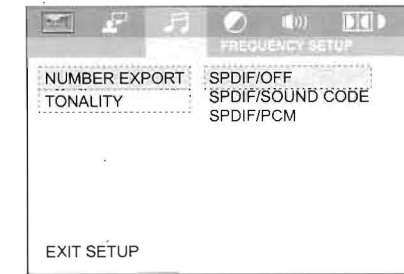 FREQUENCY SETUP
NUMBER EXPORT SPDIF/OFF
TONALITY SPDIF/SOUND CODE
SPDIF/PCM
EXIT SETUP